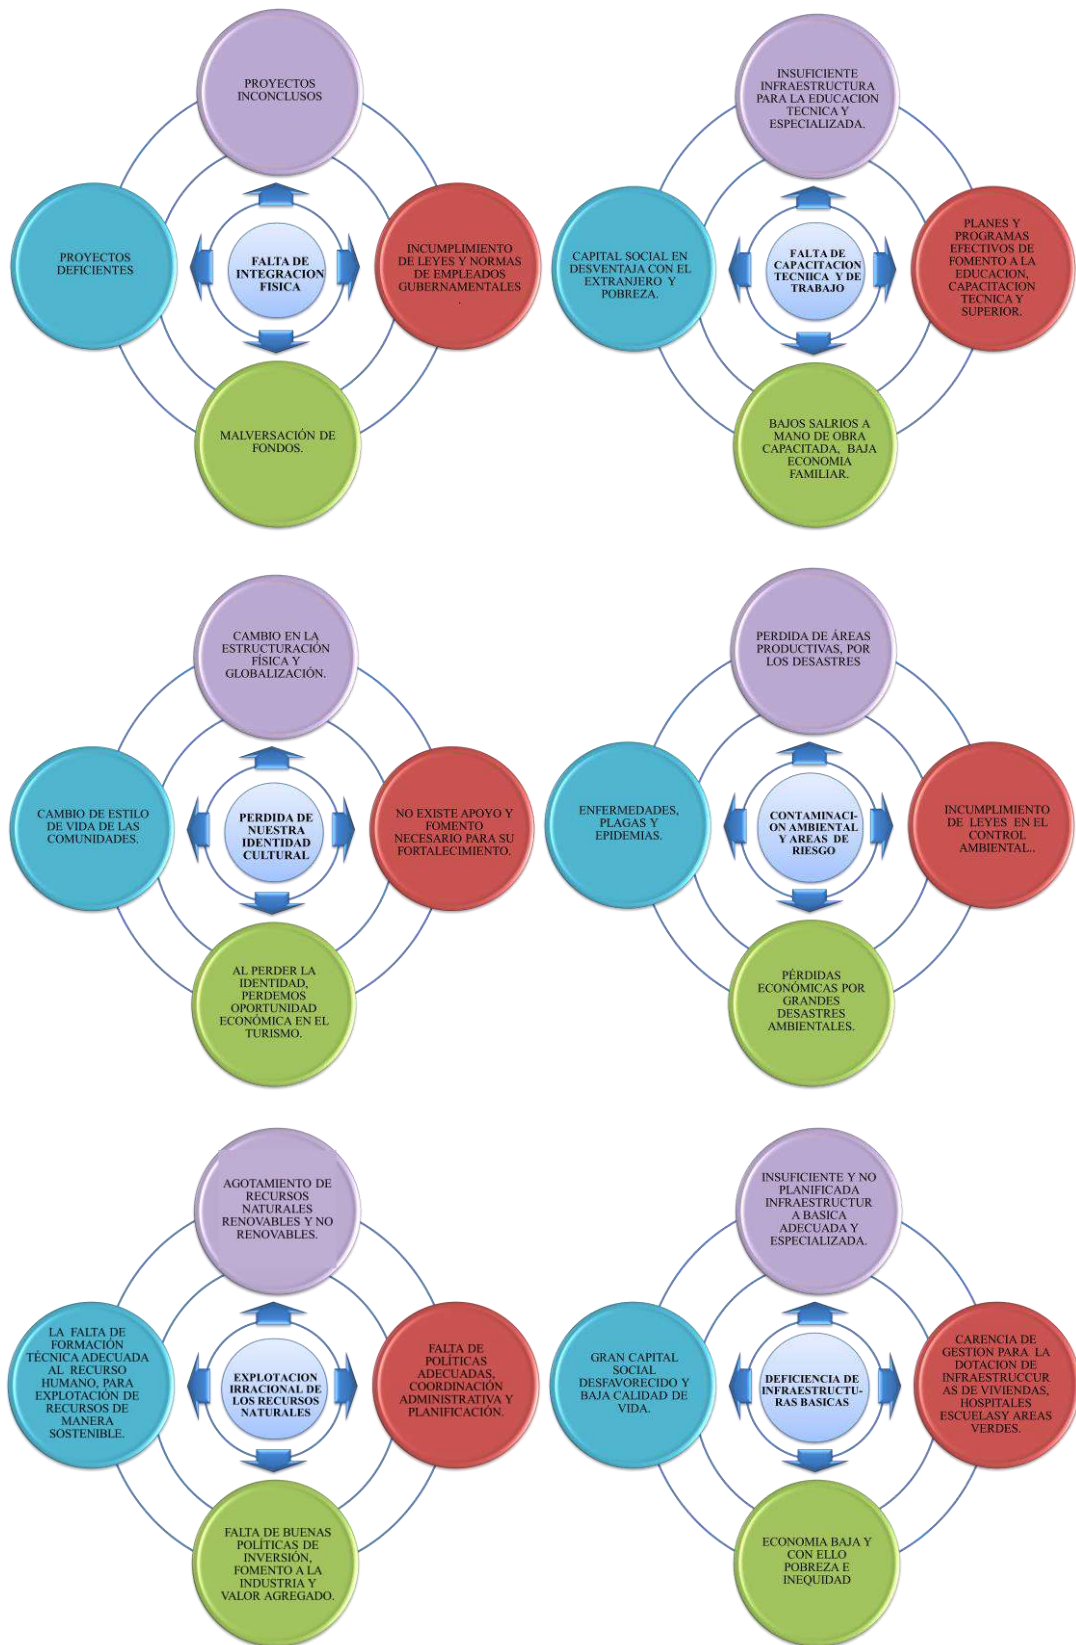 PROYECTOS
INCONCLUSOS
PROYECTOS
DEFICIENTES
FALTA DE
INTEGRACION
FISICA
INCUMPLIMIENTO
DE LEYES Y NORMAS
DE EMPLEADOS
GUBERNAMENTALES
.
MALVERSACIÓN DE
FONDOS.
INSUFICIENTE
INFRAESTRUCTURA
PARA LA EDUCACION
TECNICA Y
ESPECIALIZADA.
CAPITAL SOCIAL EN
DESVENTAJA CON EL
EXTRANJERO Y
POBREZA.
FALTA DE
CAPACITACION
TECNIICA Y DE
TRABAJO
PLANES Y
PROGRAMAS
EFECTIVOS DE
FOMENTO A LA
EDUCACION,
CAPACITACION
TECNICA Y
SUPERIOR.
BAJOS SALRIOS A
MANO DE OBRA
CAPACITADA, BAJA
ECONOMIA
FAMILIAR.
CAMBIO EN LA
ESTRUCTURACIÓN
FÍSICA Y
GLOBALIZACIÓN.
CAMBIO DE ESTILO
DE VIDA DE LAS
COMUNIDADES.
PERDIDA DE
NUESTRA
IDENTIDAD
CULTURAL
NO EXISTE APOYO Y
FOMENTO
NECESARIO PARA SU
FORTALECIMIENTO.
AL PERDER LA
IDENTIDAD,
PERDEMOS
OPORTUNIDAD
ECONÓMICA EN EL
TURISMO.
PERDIDA DE ÁREAS
PRODUCTIVAS, POR
LOS DESASTRES
ENFERMEDADES,
PLAGAS Y
EPIDEMIAS.
CONTAMINACI-
ON AMBIENTAL
Y AREAS DE
RIESGO
INCUMPLIMIENTO
DE LEYES EN EL
CONTROL
AMBIENTAL..
PÉRDIDAS
ECONÓMICAS POR
GRANDES
DESASTRES
AMBIENTALES.
AGOTAMIENTO DE
RECURSOS
NATURALES
RENOVABLES Y NO
RENOVABLES.
LA FALTA DE
FORMACIÓN
TÉCNICA ADECUADA
AL RECURSO
HUMANO, PARA
EXPLOTACIÓN DE
RECURSOS DE
MANERA
SOSTENIBLE.
EXPLOTACION
IRRACIONAL DE
LOS RECURSOS
NATURALES
FALTA DE
POLÍTICAS
ADECUADAS,
COORDINACIÓN
ADMINISTRATIVA Y
PLANIFICACIÓN.
FALTA DE BUENAS
POLÍTICAS DE
INVERSIÓN,
FOMENTO A LA
INDUSTRIA Y
VALOR AGREGADO.
INSUFICIENTE Y NO
PLANIFICADA
INFRAESTRUCTUR
A BASICA
ADECUADA Y
ESPECIALIZADA.
GRAN CAPITAL
SOCIAL
DESFAVORECIDO Y
BAJA CALIDAD DE
VIDA.
DEFICIENCIA DE
INFRAESTRUCTU-
RAS BASICAS
CARENCIA DE
GESTION PARA LA
DOTACION DE
INFRAESTRUCCUR
AS DE VIVIENDAS,
HOSPITALES
ESCUELASY AREAS
VERDES.
ECONOMIA BAJA Y
CON ELLO
POBREZA E
INEQUIDAD